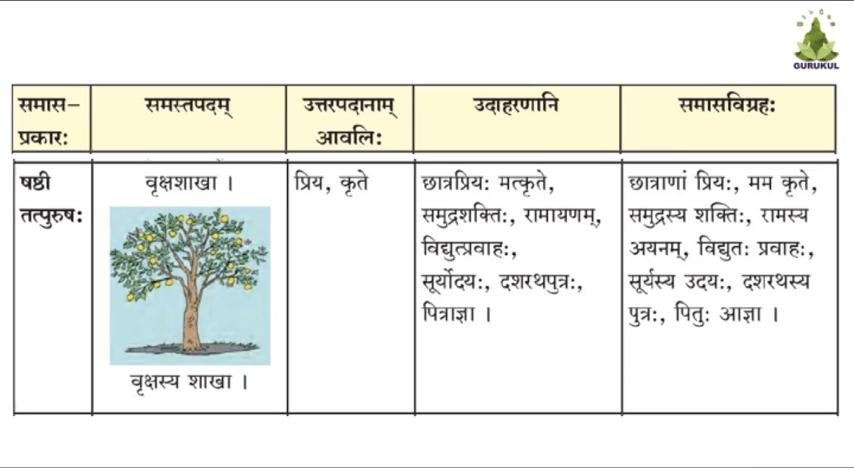 GURUKUL
समास- समस्तपदम् उत्तरपदानाम् उदाहरणानि समासविग्रह:
प्रकार: आवलि:
षष्ठी वृक्षशाखा । प्रिय, कृते छात्रप्रिय: मत्कृते, छात्राणां प्रिय:, मम कृते,
तत्पुरुष: समुद्रशक्ति:, रामायणम्, समुद्रस्य शक्ति:, रामस्य
विद्युत्प्रवाह:, अयनम्, विद्युत: प्रवाह:,
सूर्योदय:, दशरथपुत्र:, सूर्यस्य उदय:, दशरथस्य
पित्राज्ञा । पुत्र:, पितु: आज्ञा ।
वृक्षस्य शाखा ।